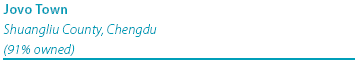 Jovo Town
Shuangliu County, Chengdu
(91% owned)